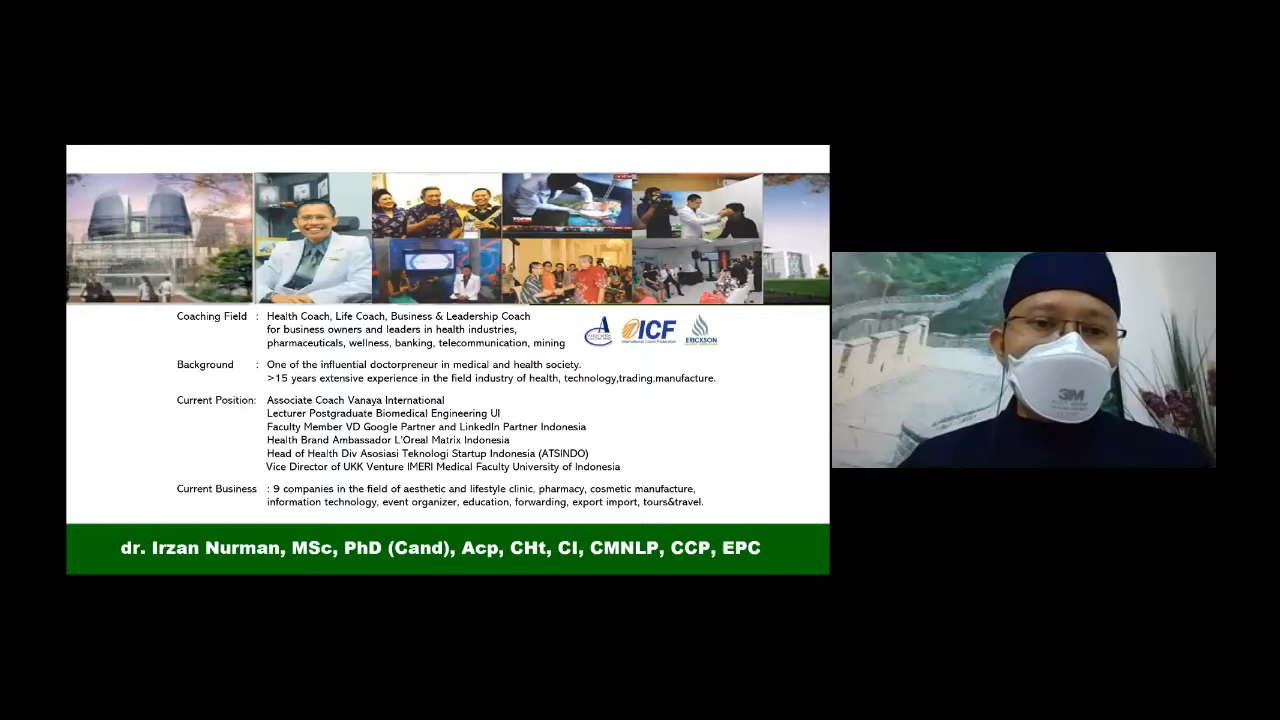 TOPIK
Coaching Field : Health Coach, Life Coach, Business & Leadership Coach
for business owners and leaders in health industries,
pharmaceuticals, wellness, banking, telecommunication, mining
A
ICF
International Coach Federation
ERICKSON
Background : One of the influential doctorpreneur in medical and health society.
>15 years extensive experience in the field industry of health, technology,trading,manufacture.
Current Position: Associate Coach Vanaya International
Lecturer Postgraduate Biomedical Engineering UI
Faculty Member VD Google Partner and LinkedIn Partner Indonesia
Health Brand Ambassador L'Oreal Matrix Indonesia
Head of Health Div Asosiasi Teknologi Startup Indonesia (ATSINDO)
Vice Director of UKK Venture IMERI Medical Faculty University of Indonesia
Current Business : 9 companies in the field of aesthetic and lifestyle clinic, pharmacy, cosmetic manufacture,
information technology, event organizer, education, forwarding, export import, tours&travel.
dr. Irzan Nurman, MSc, PhD (Cand), Acp, CHt, CI, CMNLP, CCP, EPC
3M